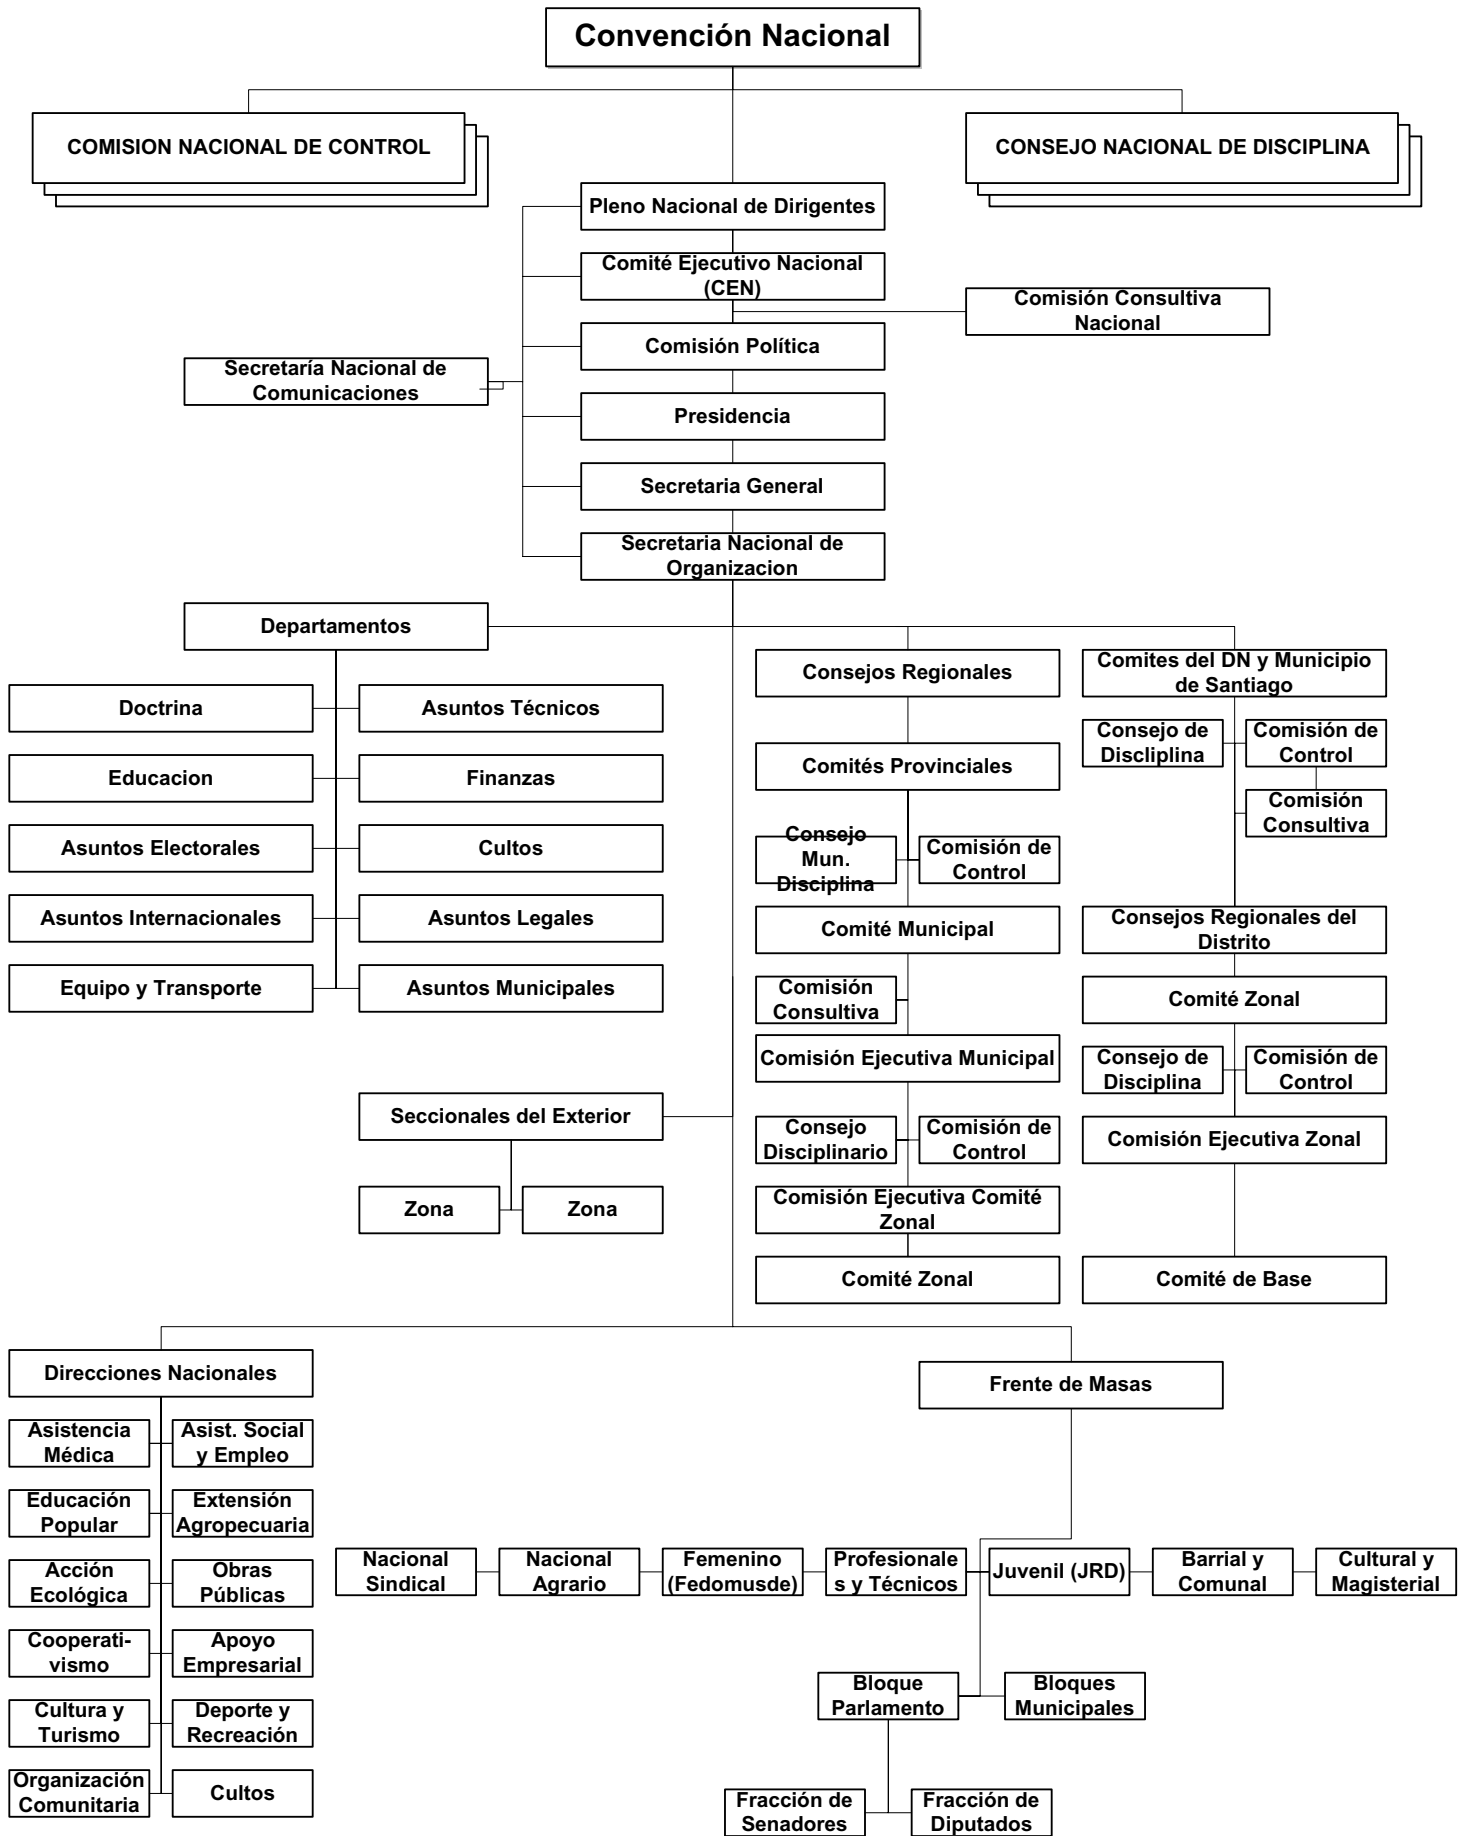 Convención Nacional
COMISION NACIONAL DE CONTROL
CONSEJO NACIONAL DE DISCIPLINA
Pleno Nacional de Dirigentes
Comité Ejecutivo Nacional
(CEN)
Comisión Consultiva
Nacional
Comisión Política
Secretaría Nacional de
Comunicaciones
Presidencia
Secretaria General
Secretaria Nacional de
Organizacion
Departamentos
Doctrina
Asuntos Técnicos
Educacion
Finanzas
Asuntos Electorales
Cultos
Asuntos Internacionales
Asuntos Legales
Equipo y Transporte
Asuntos Municipales
Seccionales del Exterior
Zona
Zona
Consejos Regionales
Comités Provinciales
Consejo
Mun.
Disciplina
Comisión de
Control
Comité Municipal
Comisión
Consultiva
Comisión Ejecutiva Municipal
Consejo
Disciplinario
Comisión de
Control
Comisión Ejecutiva Comité
Zonal
Comité Zonal
Comites del DN y Municipio
de Santiago
Consejo de
Discliplina
Comisión de
Control
Comisión
Consultiva
Consejos Regionales del
Distrito
Comité Zonal
Consejo de
Disciplina
Comisión de
Control
Comisión Ejecutiva Zonal
Comité de Base
Direcciones Nacionales
Asistencia
Médica
Asist. Social
y Empleo
Educación
Popular
Extensión
Agropecuaria
Acción
Ecológica
Obras
Públicas
Cooperati-
vismo
Apoyo
Empresarial
Cultura y
Turismo
Deporte y
Recreación
Organización
Comunitaria
Cultos
Frente de Masas
Nacional
Sindical
Nacional
Agrario
Femenino
(Fedomusde)
Profesionale
s y Técnicos
Juvenil (JRD)
Barrial y
Comunal
Cultural y
Magisterial
Bloque
Parlamento
Bloques
Municipales
Fracción de
Senadores
Fracción de
Diputados